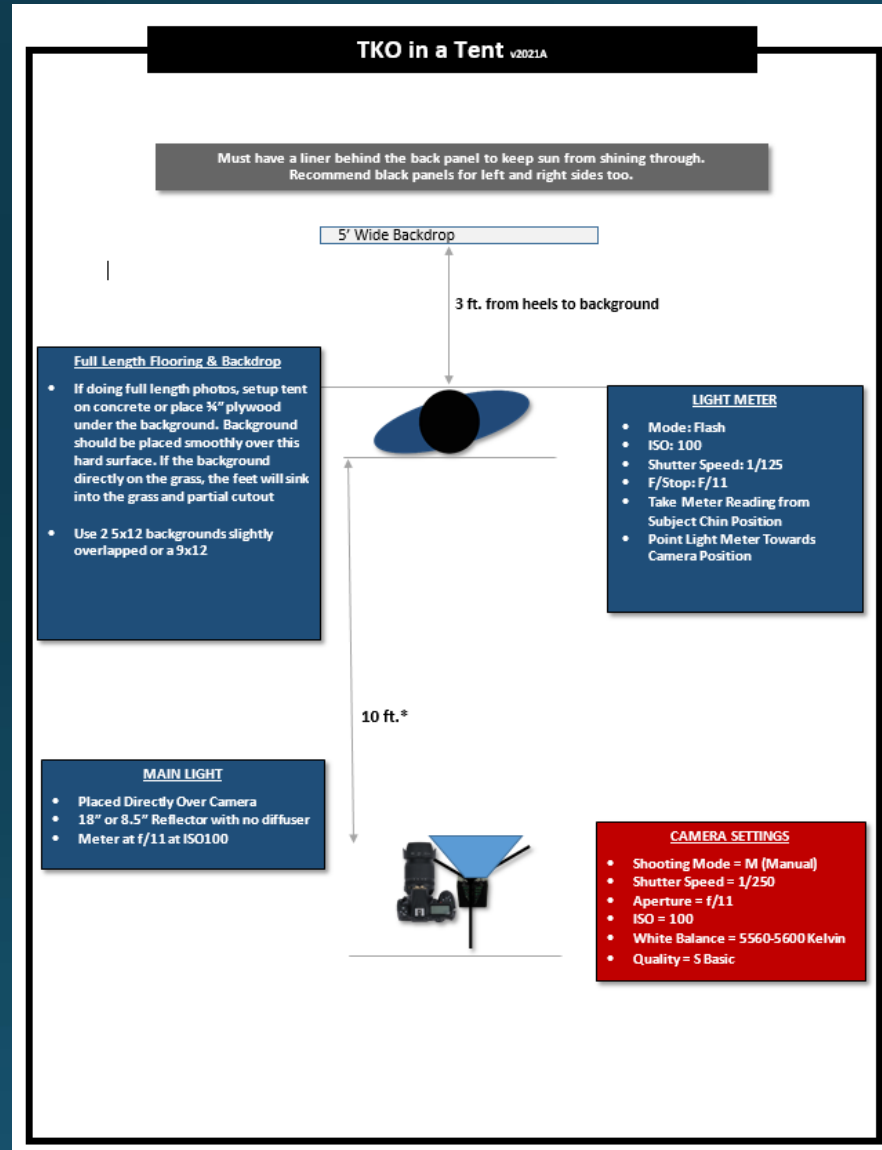 TKO in a Tent v2021A
Must have a liner behind the back panel to keep sun from shining through.
Recommend black panels for left and right sides too.
5' Wide Backdrop
3 ft. from heels to background
Full Length Flooring & Backdrop
• If doing full length photos, setup tent
on concrete or place ¾" plywood
under the background. Background
should be placed smoothly over this
hard surface. If the background
directly on the grass, the feet will sink
into the grass and partial cutout
• Use 2 5x12 backgrounds slightly
overlapped or a 9x12
LIGHT METER
• Mode: Flash
• ISO: 100
• Shutter Speed: 1/125
• F/Stop: F/11
• Take Meter Reading from
Subject Chin Position
• Point Light Meter Towards
Camera Position
10 ft.*
MAIN LIGHT
• Placed Directly Over Camera
• 18" or 8.5" Reflector with no diffuser
• Meter at f/11 at ISO100
CAMERA SETTINGS
• Shooting Mode = M (Manual)
• Shutter Speed = 1/250
• Aperture = f/11
• ISO = 100
• White Balance = 5560-5600 Kelvin
• Quality = S Basic